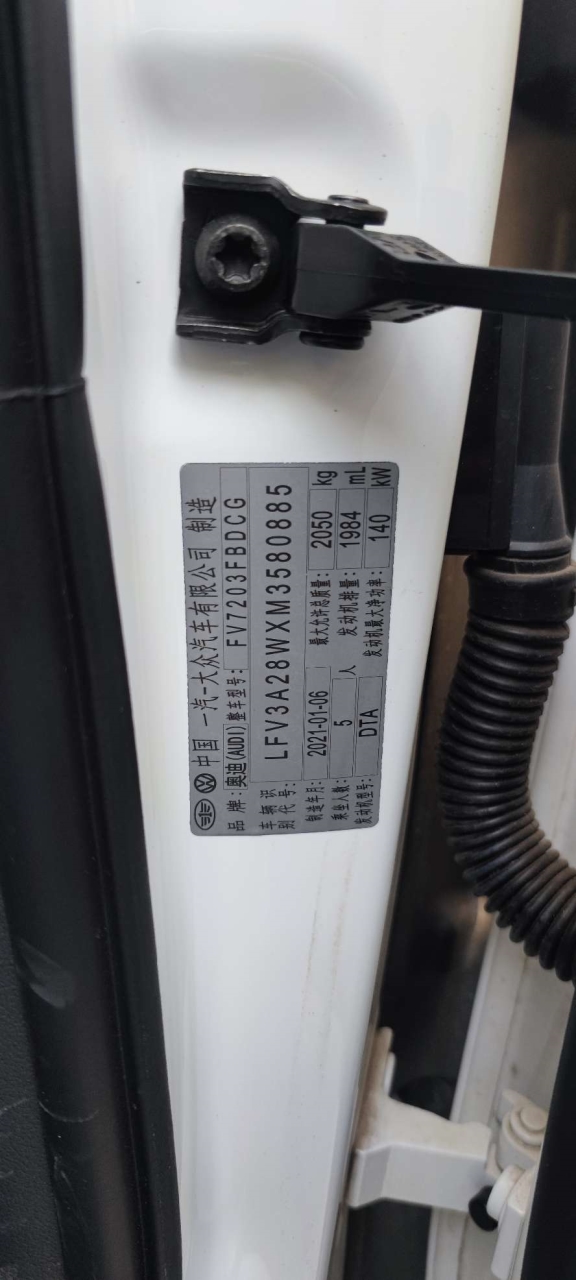 中国 一汽-大众汽车有限公司 制造
品 牌: 奥迪(AUDI) 整车型号: FV7203FBDCG
车 辆 识
别 代 号: LFV3A28WXM3580885
制造年月: 2021-01-06 最大允许总质量: 2050 kg
乘坐人数: 5 人 发动机排量: 1984 mL
发动机型号: DTA 发动机最大净功率: 140 kW